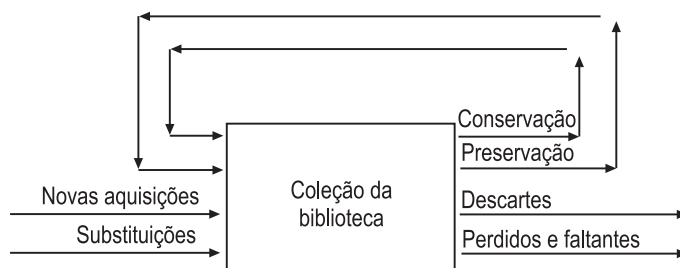 Conservação
Preservação
Novas aquisições
Substituições
Coleção da
biblioteca
Descartes
Perdidos e faltantes